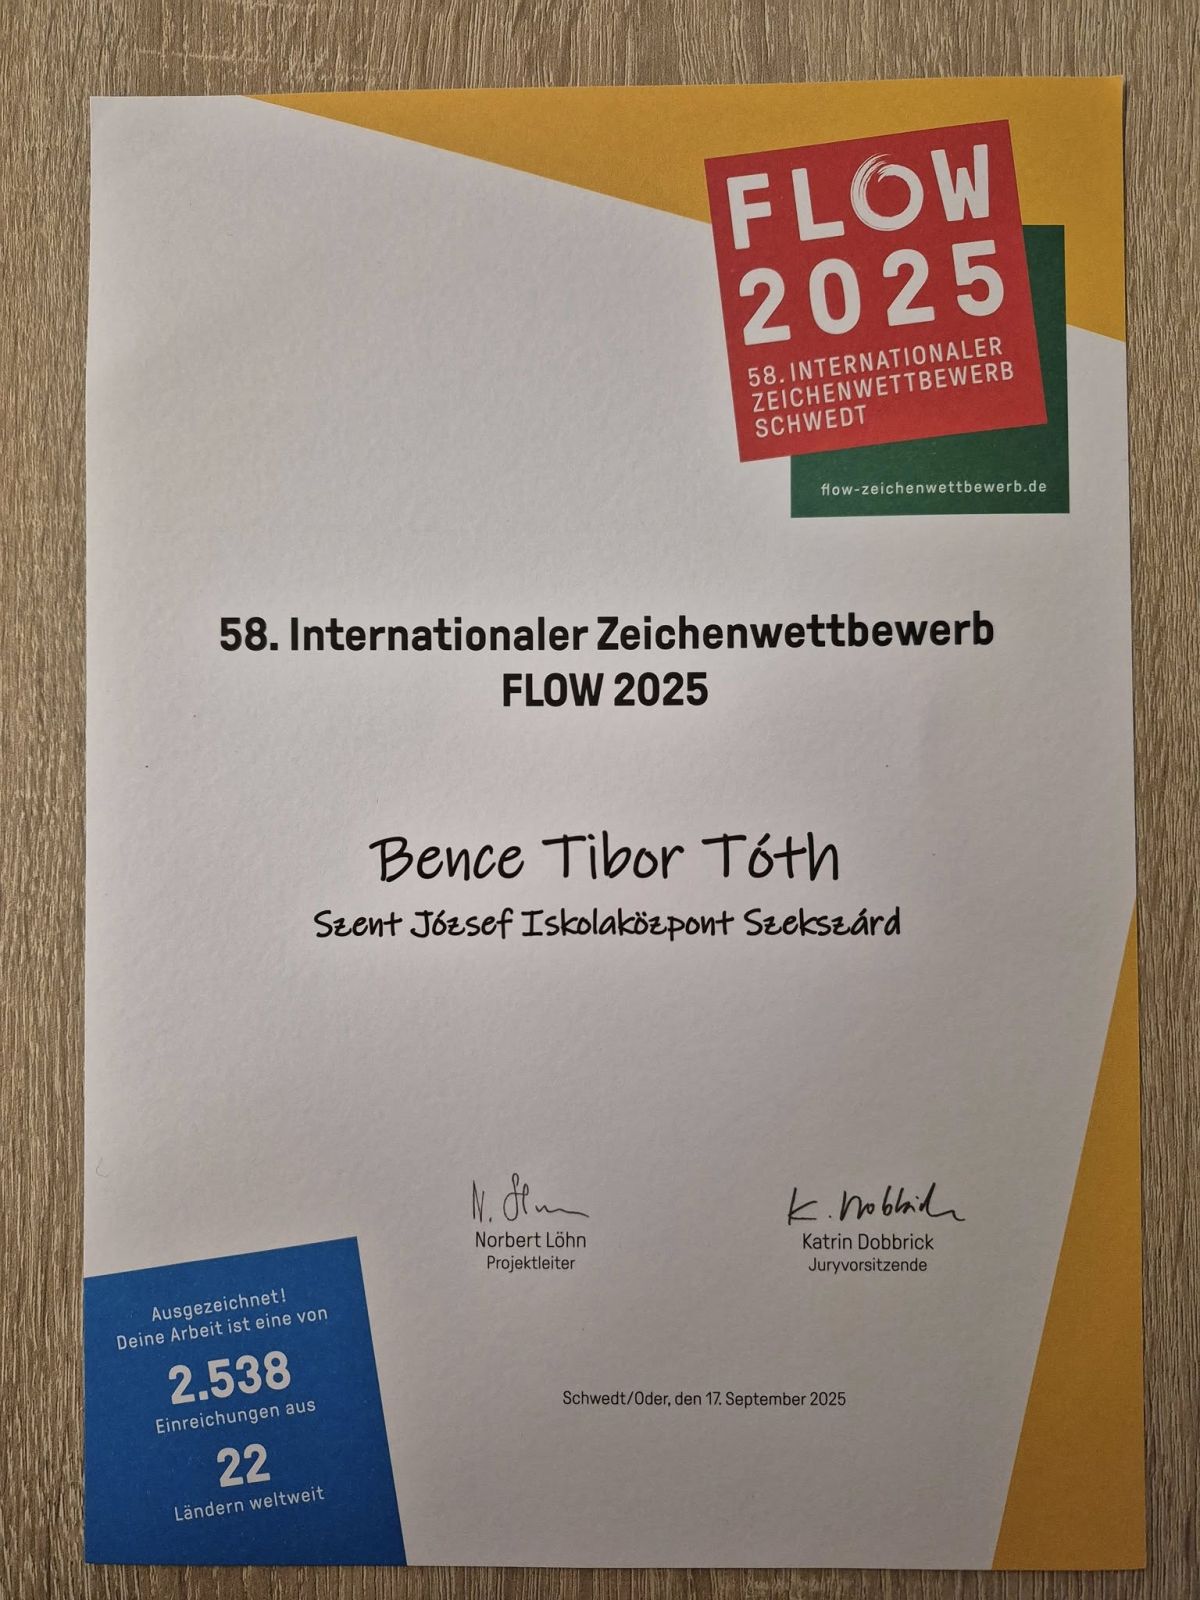 FLOW
2025
58. INTERNATIONALER
ZEICHENWETTBEWERB
SCHWEDT
flow-zeichenwettbewerb.de
58. Internationaler Zeichenwettbewerb
FLOW 2025
Bence Tibor Tóth
Szent József Iskolaközpont Szekszárd
N.
K. Dobbrick
Norbert Löhn
Katrin Dobbrick
Projektleiter
Juryvorsitzende
Ausgezeichnet!
Deine Arbeit ist eine von
2.538
Einreichungen aus
22
Ländern weltweit
Schwedt/Oder, den 17. September 2025